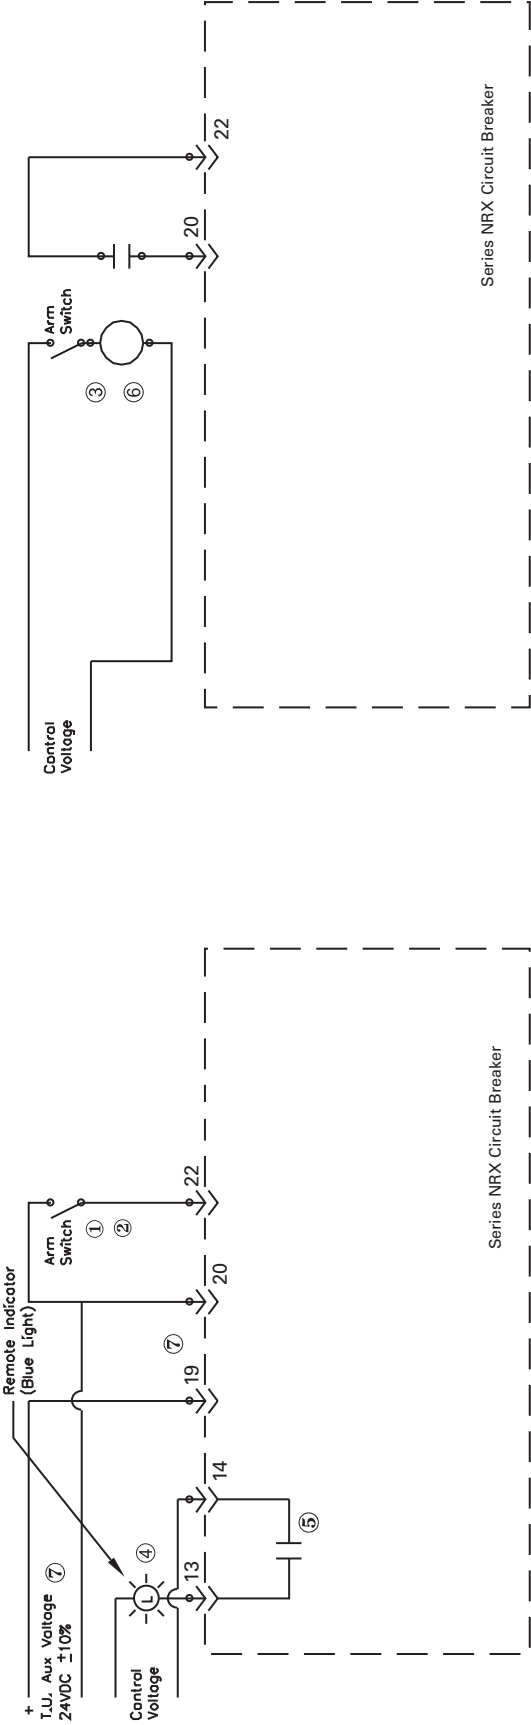 +
T.U. Aux Voltage ⑦
24VDC ±10%
Remote Indicator
(Blue Light)
Arm
Switch
①
②
⑦
④
L
Control
Voltage
13
14
19
20
22
⑤
Series NRX Circuit Breaker
Control
Voltage
Arm
Switch
③
⑥
20
22
Series NRX Circuit Breaker